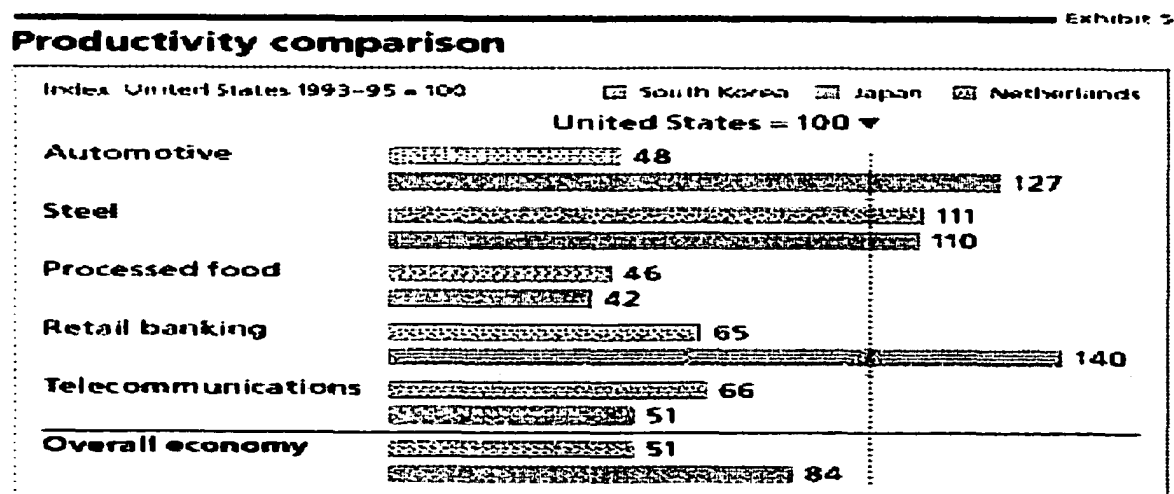 Exhibit 5
Productivity comparison
Index United States 1993–95 = 100
South Korea Japan Netherlands
United States = 100
Automotive 48
127
Steel 111
110
Processed food 46
42
Retail banking 65
140
Telecommunications 66
51
Overall economy 51
84